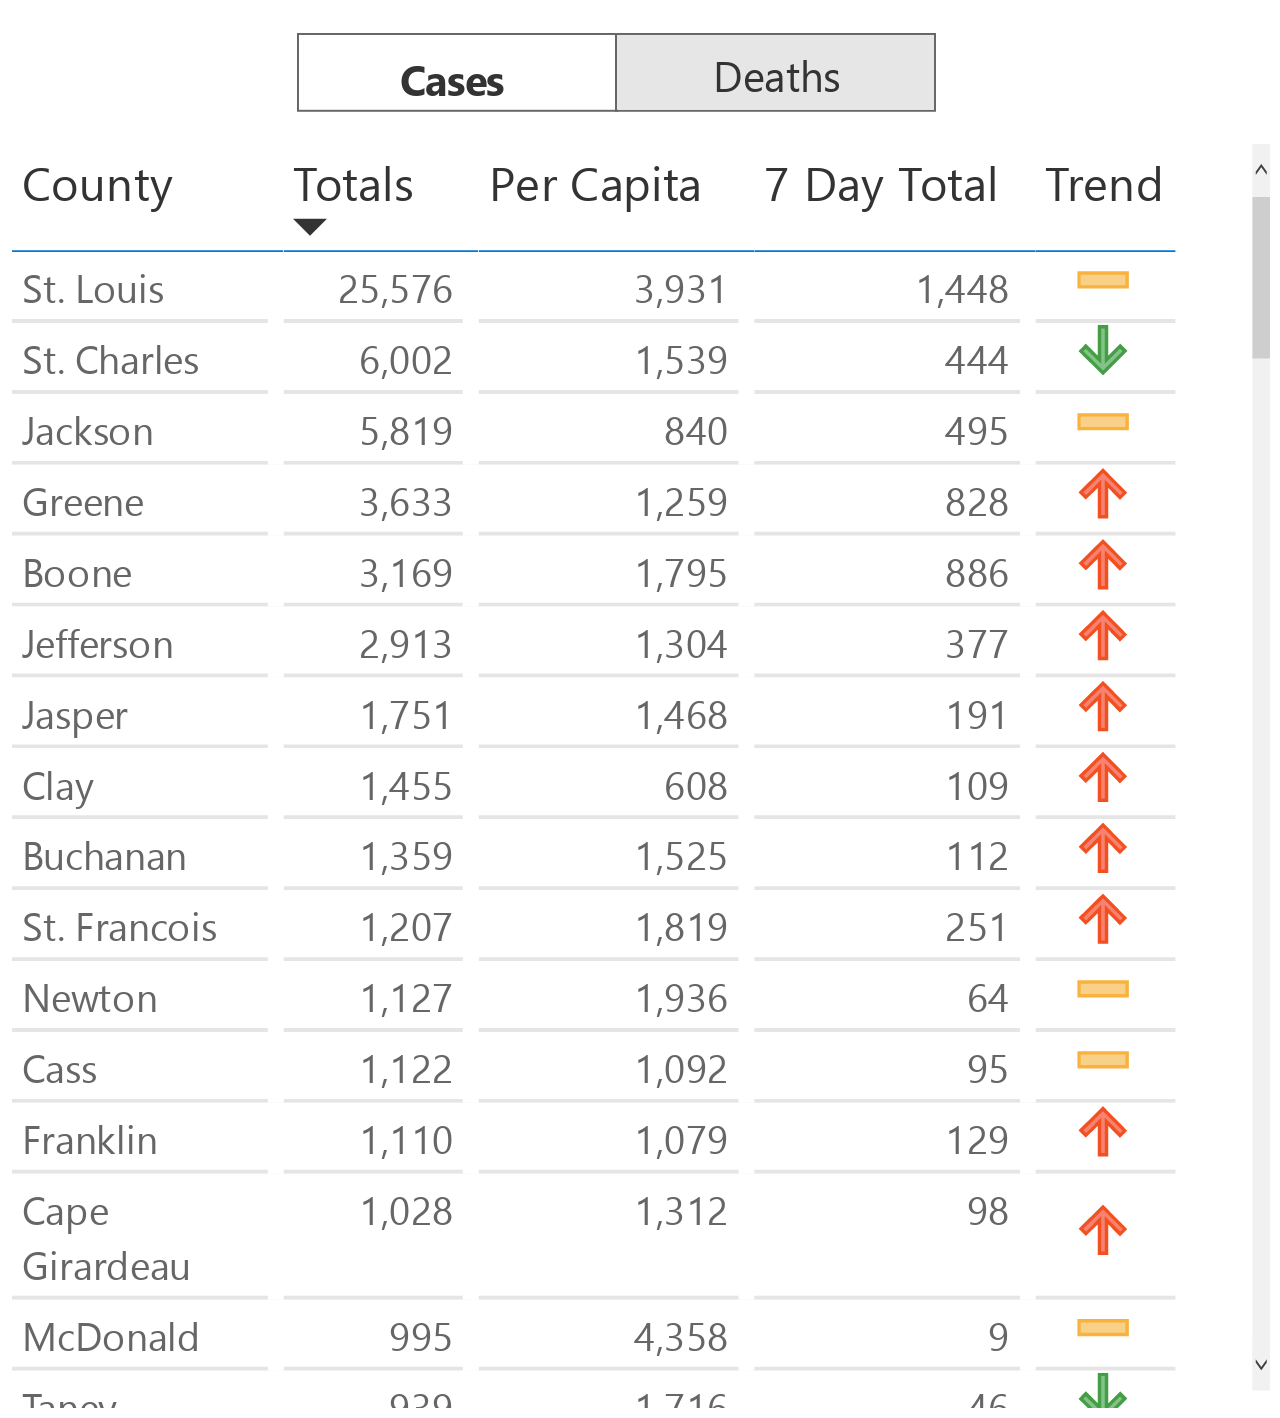 Cases Deaths
County Totals Per Capita 7 Day Total Trend
St. Louis 25,576 3,931 1,448
St. Charles 6,002 1,539 444
Jackson 5,819 840 495
Greene 3,633 1,259 828
Boone 3,169 1,795 886
Jefferson 2,913 1,304 377
Jasper 1,751 1,468 191
Clay 1,455 608 109
Buchanan 1,359 1,525 112
St. Francois 1,207 1,819 251
Newton 1,127 1,936 64
Cass 1,122 1,092 95
Franklin 1,110 1,079 129
Cape 1,028 1,312 98
Girardeau
McDonald 995 4,358 9
Taney 939 1,716 46